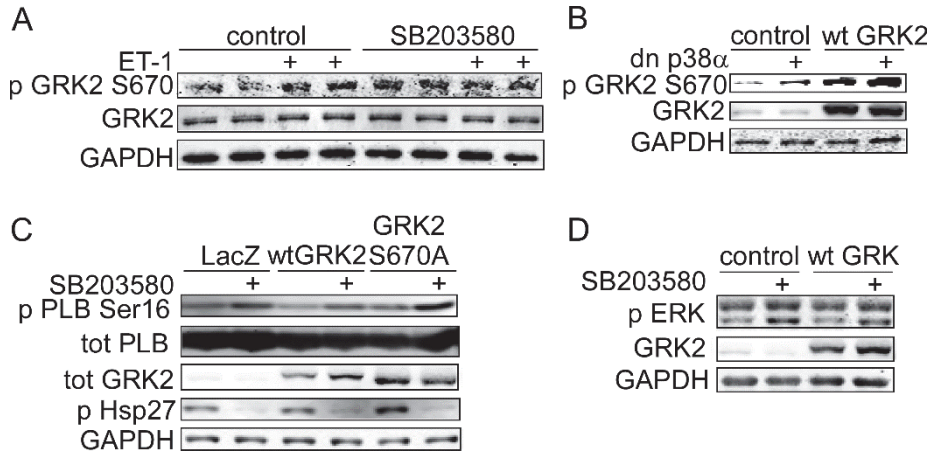 A
control SB203580
ET-1 + + + +
p GRK2 S670
GRK2
GAPDH
B
control wt GRK2
dn p38α + +
p GRK2 S670
GRK2
GAPDH
C
GRK2
LacZ wtGRK2 S670A
SB203580 + + +
p PLB Ser16
tot PLB
tot GRK2
p Hsp27
GAPDH
D
control wt GRK
SB203580 + +
p ERK
GRK2
GAPDH